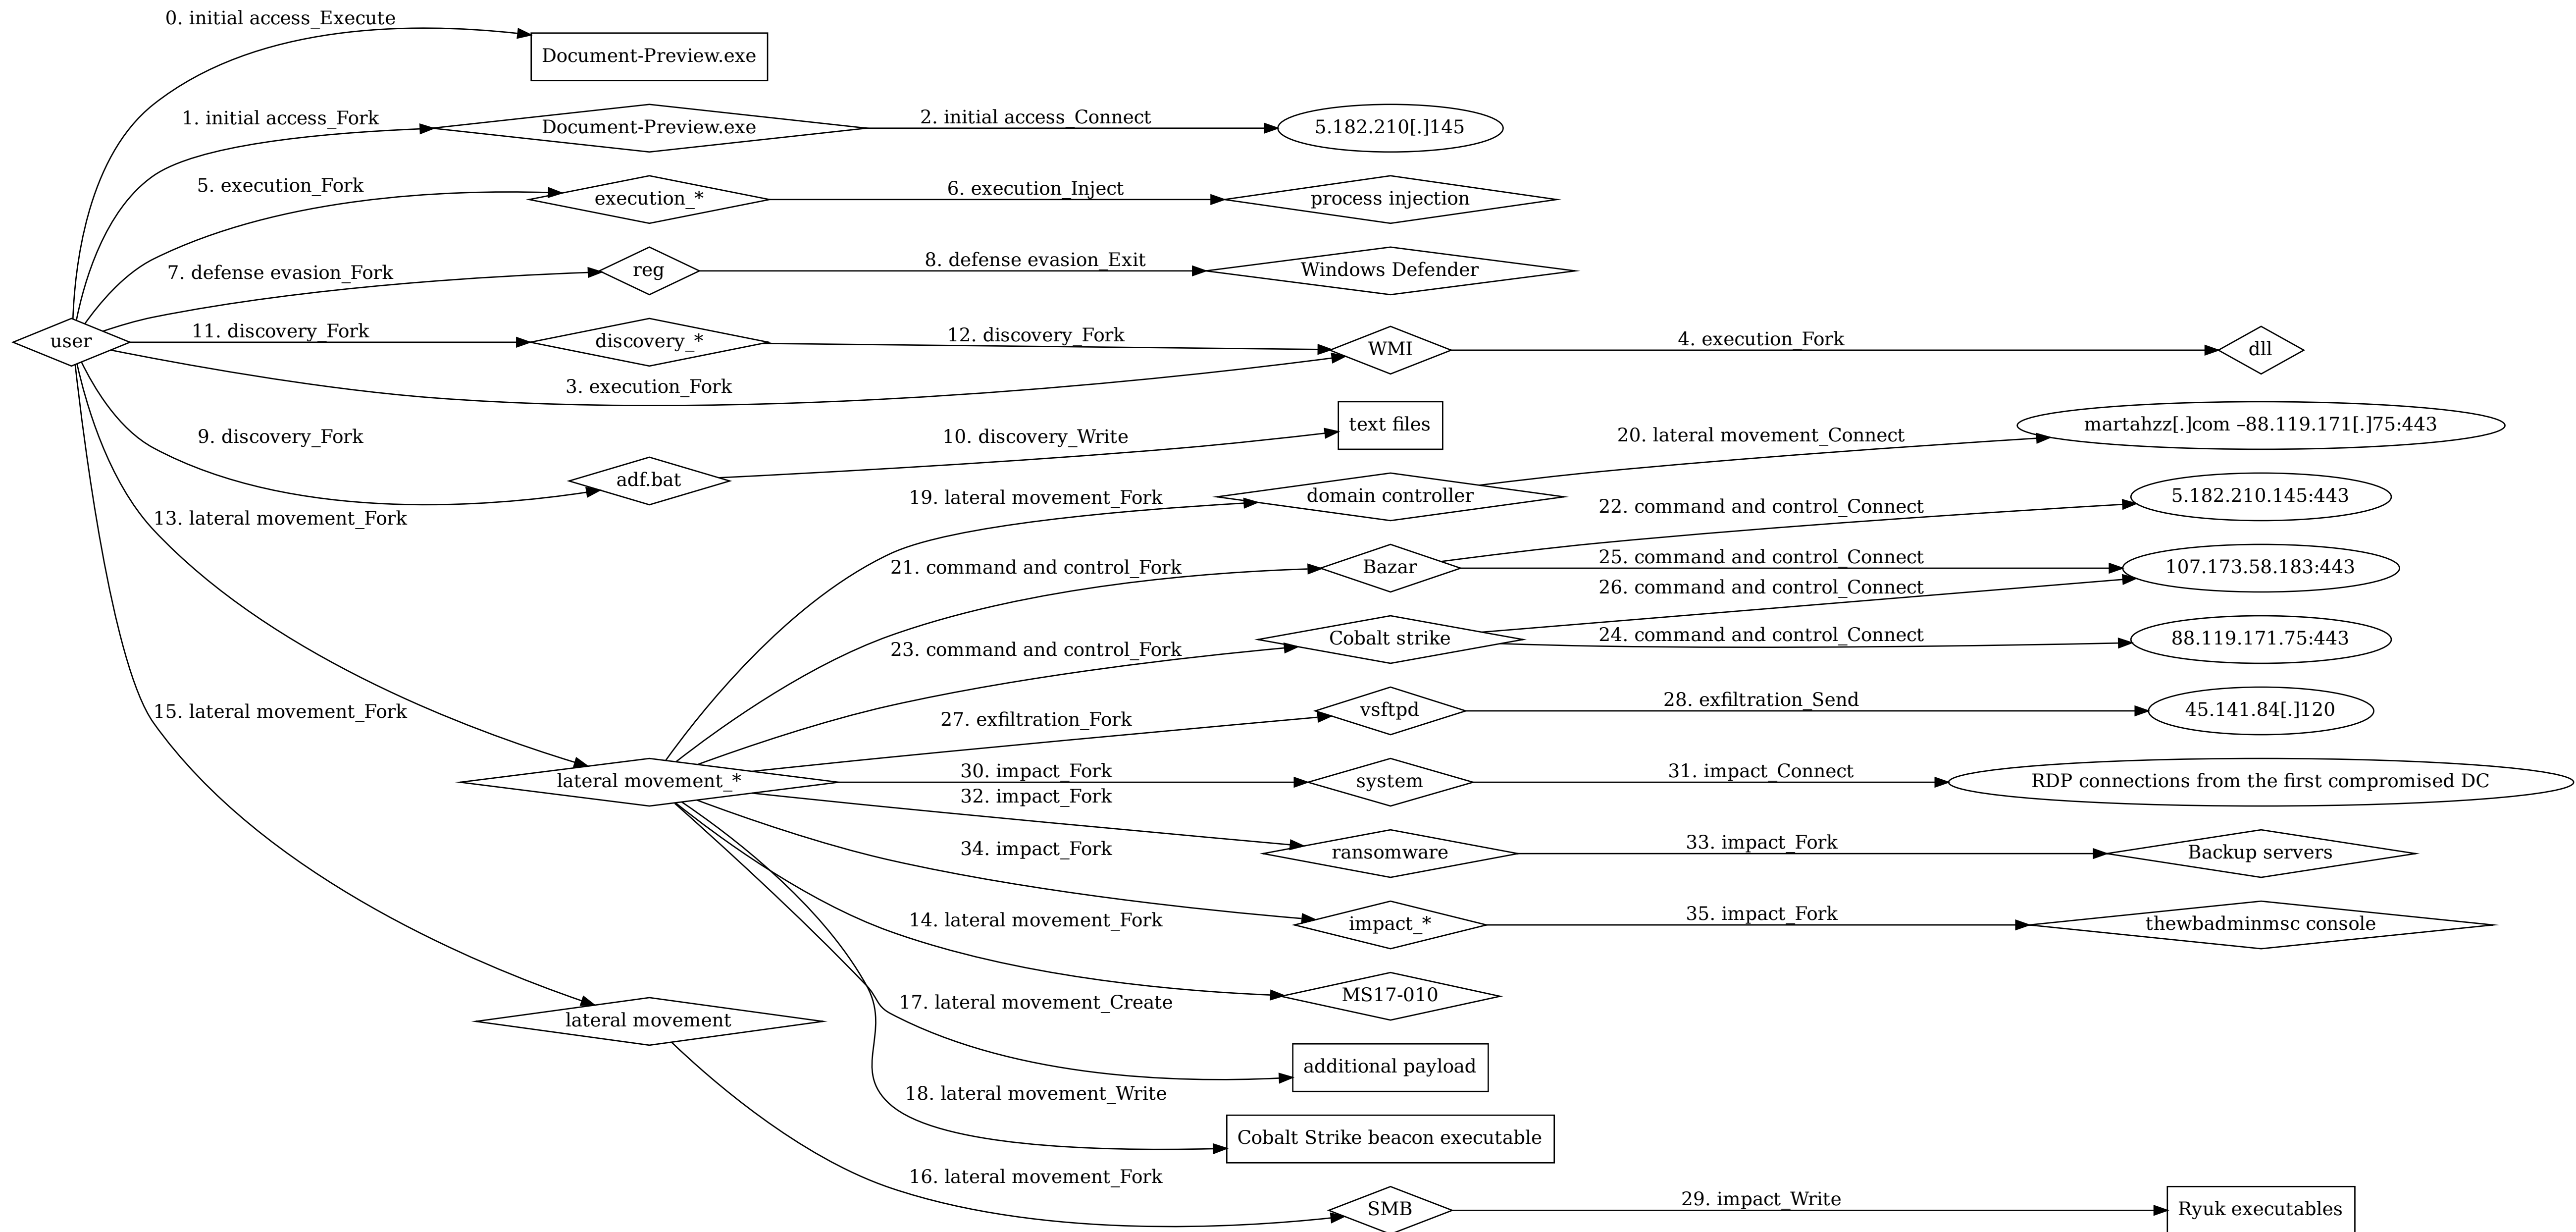 0. initial access_Execute
Document-Preview.exe
1. initial access_Fork
Document-Preview.exe
2. initial access_Connect
5.182.210[.]145
5. execution_Fork
execution_*
6. execution_Inject
process injection
7. defense evasion_Fork
reg
8. defense evasion_Exit
Windows Defender
user
11. discovery_Fork
discovery_*
12. discovery_Fork
WMI
4. execution_Fork
dll
3. execution_Fork
9. discovery_Fork
adf.bat
10. discovery_Write
text files
20. lateral movement_Connect
martahzz[.]com –88.119.171[.]75:443
13. lateral movement_Fork
19. lateral movement_Fork
domain controller
22. command and control_Connect
5.182.210.145:443
21. command and control_Fork
Bazar
25. command and control_Connect
107.173.58.183:443
26. command and control_Connect
23. command and control_Fork
Cobalt strike
24. command and control_Connect
88.119.171.75:443
15. lateral movement_Fork
27. exfiltration_Fork
vsftpd
28. exfiltration_Send
45.141.84[.]120
lateral movement_*
30. impact_Fork
system
31. impact_Connect
RDP connections from the first compromised DC
32. impact_Fork
ransomware
33. impact_Fork
Backup servers
34. impact_Fork
impact_*
35. impact_Fork
thewbadminmsc console
14. lateral movement_Fork
MS17-010
lateral movement
17. lateral movement_Create
additional payload
18. lateral movement_Write
Cobalt Strike beacon executable
16. lateral movement_Fork
SMB
29. impact_Write
Ryuk executables